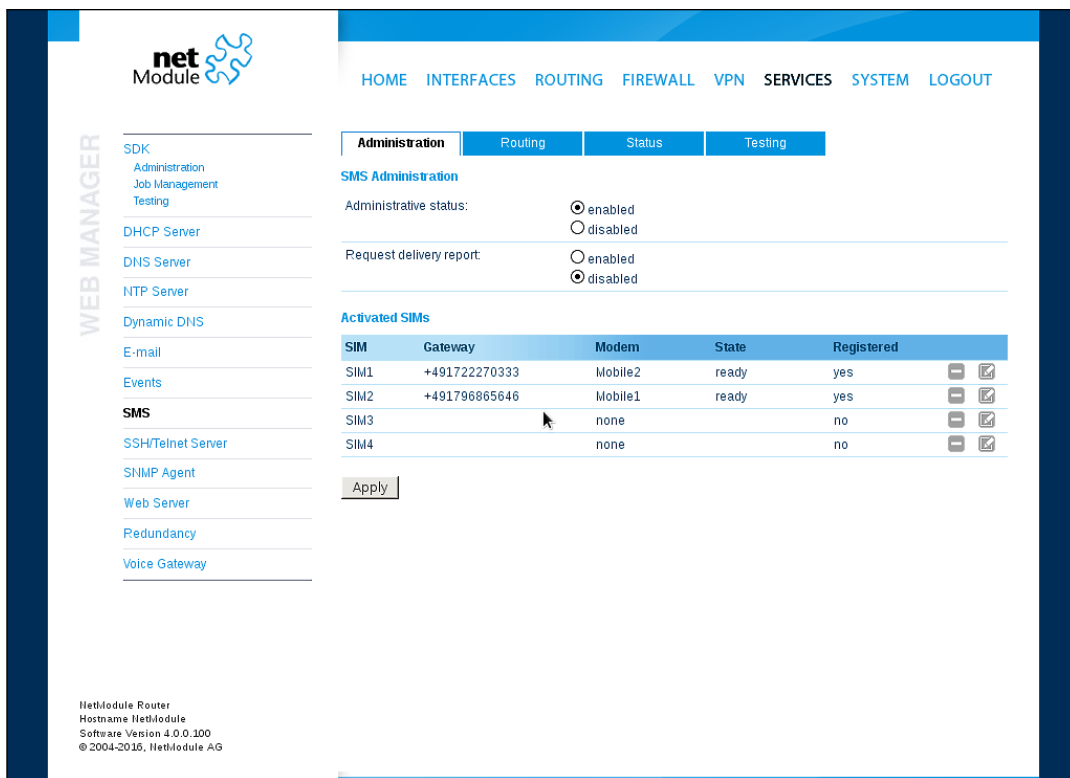 net
Module
HOME INTERFACES ROUTING FIREWALL VPN SERVICES SYSTEM LOGOUT
WEB MANAGER
SDK
Administration
Job Management
Testing
DHCP Server
DNS Server
NTP Server
Dynamic DNS
E-mail
Events
SMS
SSH/Telnet Server
SNMP Agent
Web Server
Redundancy
Voice Gateway
Administration Routing Status Testing
SMS Administration
Administrative status: enabled
disabled
Request delivery report: enabled
disabled
Activated SIMs
SIM Gateway Modem State Registered
SIM1 +491722270333 Mobile2 ready yes
SIM2 +491796865646 Mobile1 ready yes
SIM3 none no
SIM4 none no
Apply
NetModule Router
Hostname NetModule
Software Version 4.0.0.100
© 2004-2016, NetModule AG